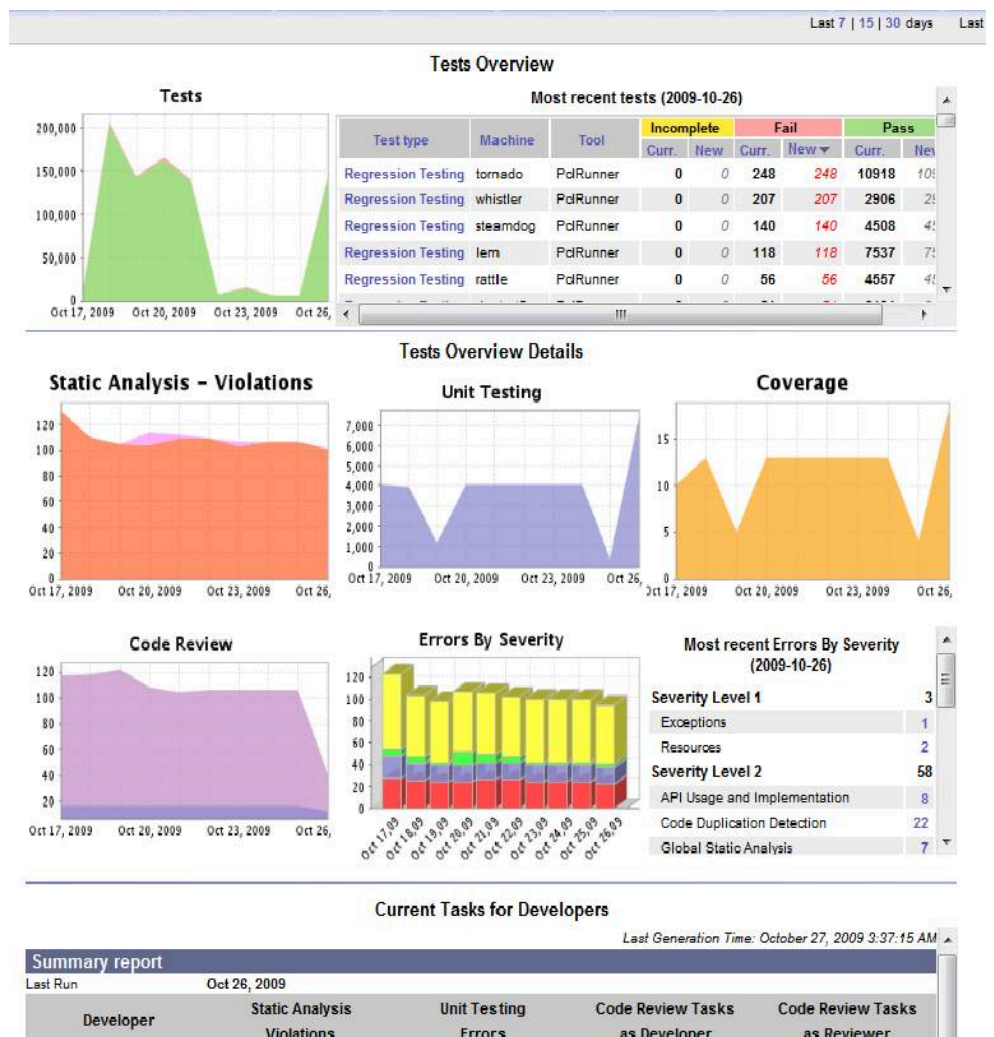 Last 7 | 15 | 30 days Last
Tests Overview
Tests
200,000
150,000
100,000
50,000
0
Oct 17, 2009 Oct 20, 2009 Oct 23, 2009 Oct 26,
Most recent tests (2009-10-26)
Test type Machine Tool Incomplete Fail Pass
Curr. New Curr. New Curr. New
Regression Testing tornado PclRunner 0 0 248 248 10918
Regression Testing whistler PclRunner 0 0 207 207 2906
Regression Testing steamdog PclRunner 0 0 140 140 4508
Regression Testing lem PclRunner 0 0 118 118 7537
Regression Testing rattle PclRunner 0 0 56 56 4557
Tests Overview Details
Static Analysis - Violations
120
100
80
60
40
20
0
Oct 17, 2009 Oct 20, 2009 Oct 23, 2009 Oct 26,
Unit Testing
7,000
6,000
5,000
4,000
3,000
2,000
1,000
0
Oct 17, 2009 Oct 20, 2009 Oct 23, 2009 Oct 26,
Coverage
15
10
5
0
Oct 17, 2009 Oct 20, 2009 Oct 23, 2009 Oct 26,
Code Review
120
100
80
60
40
20
Oct 17, 2009 Oct 20, 2009 Oct 23, 2009 Oct 26,
Errors By Severity
120
100
80
60
40
20
0
Oct 17,09 Oct 18,09 Oct 19,09 Oct 20,09 Oct 21,09 Oct 22,09 Oct 23,09 Oct 24,09 Oct 25,09 Oct 26,09
Most recent Errors By Severity
(2009-10-26)
Severity Level 1 3
Exceptions 1
Resources 2
Severity Level 2 58
API Usage and Implementation 8
Code Duplication Detection 22
Global Static Analysis 7
Current Tasks for Developers
Last Generation Time: October 27, 2009 3:37:15 AM
Summary report
Last Run Oct 26, 2009
Developer Static Analysis Unit Testing Code Review Tasks Code Review Tasks
Violations Errors as Developer as Reviewer